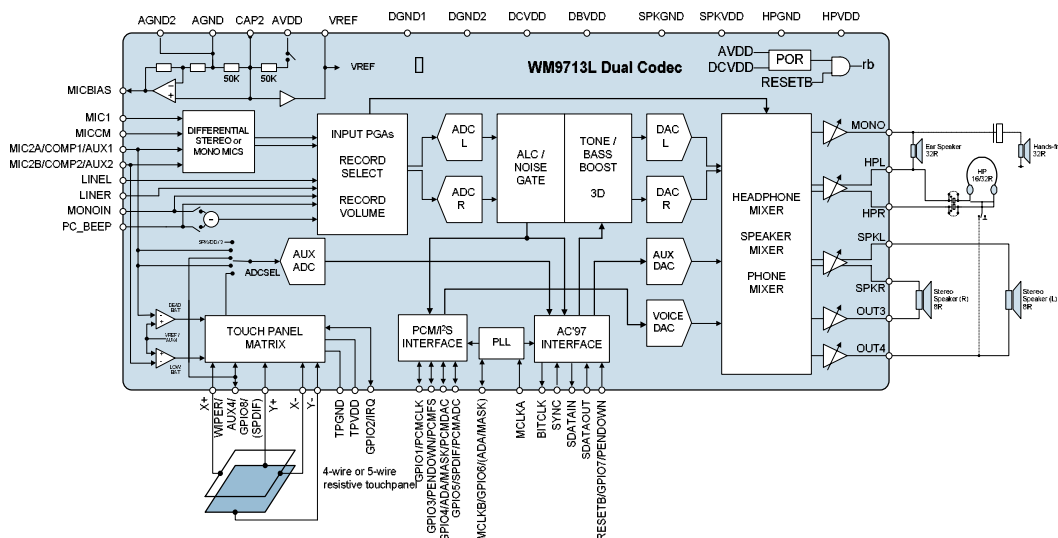 AGND2 AGND CAP2 AVDD VREF DGND1 DGND2 DCVDD DBVDD SPKGND SPKVDD HPGND HPVDD
50K 50K
VREF
WM9713L Dual Codec
AVDD
DCVDD
RESETB
POR
rb
MICBIAS
MIC1
MICCM
MIC2A/COMP1/AUX1
MIC2B/COMP2/AUX2
LINEL
LINER
MONOIN
PC_BEEP
DIFFERENTIAL
STEREO or
MONO MICS
INPUT PGAs
RECORD
SELECT
RECORD
VOLUME
ADC
L
ADC
R
ALC /
NOISE
GATE
TONE /
BASS
BOOST
3D
DAC
L
DAC
R
HEADPHONE
MIXER
SPEAKER
MIXER
PHONE
MIXER
MONO
HPL
HPR
SPKL
SPKR
OUT3
OUT4
Ear Speaker
32R
Hands-fr
32R
HP
16/32R
Stereo
Speaker (R)
8R
Stereo
Speaker (L)
8R
ADCSEL
AUX
ADC
AUX
DAC
VOICE
DAC
DEAD
BAT
VREF/
AUX4
LOW
BAT
TOUCH PANEL
MATRIX
PCM/I²S
INTERFACE
PLL
AC'97
INTERFACE
X+
WIPER/
AUX4/
GPIO8/
(SPDIF)
Y+
X-
Y-
TPGND
TPVDD
GPIO2/IRQ
GPIO1/PCMCLK
GPIO3/PENDOWN/PCMFS
GPIO4/ADA/MASK/PCMDAC
GPIO5/SPDIF/PCMADC
MCLKB/GPIO6/(ADA/MASK)
MCLKA
BITCLK
SYNC
SDATAIN
SDATAOUT
RESETB/GPIO7/PENDOWN
4-wire or 5-wire
resistive touchpanel